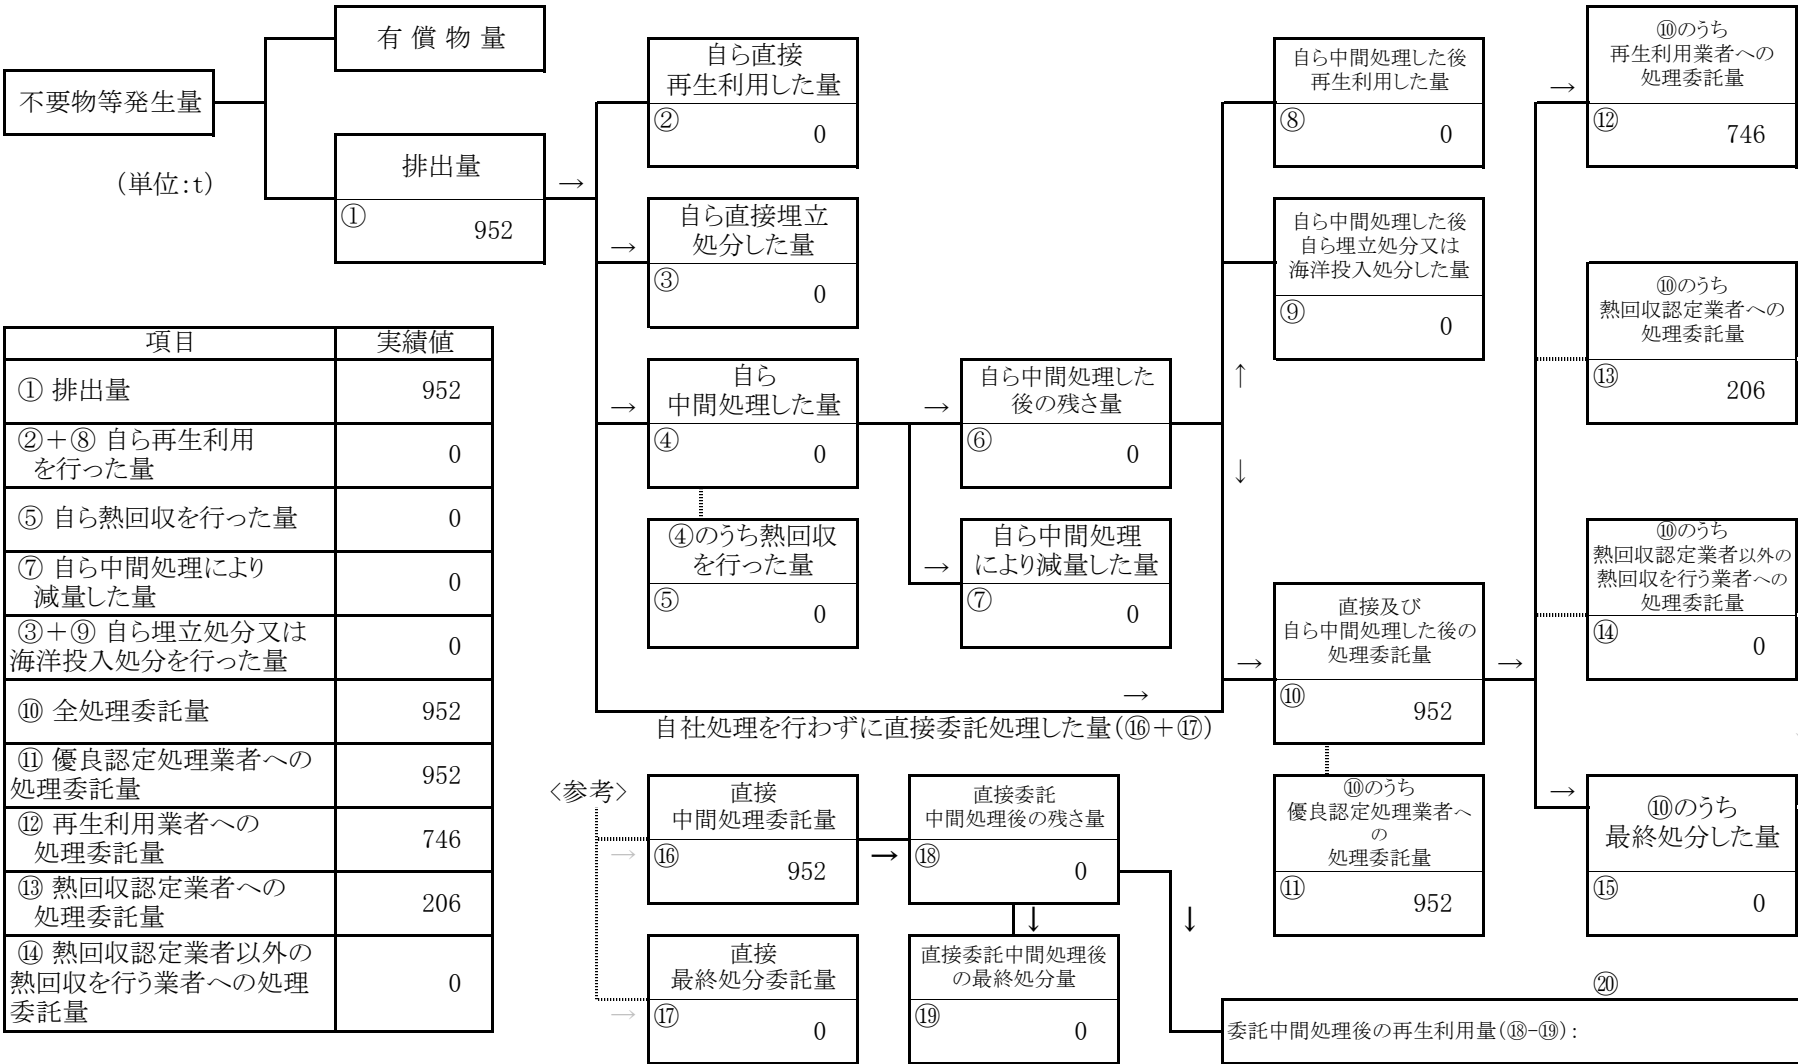 不要物等発生量
(単位:t)
有 償 物 量
排出量
① 952
→
自ら直接
再生利用した量
② 0
→
自ら直接埋立
処分した量
③ 0
→
自ら
中間処理した量
④ 0
④のうち熱回収
を行った量
⑤ 0
→
自ら中間処理した
後の残さ量
⑥ 0
→
自ら中間処理
により減量した量
⑦ 0
自ら中間処理した後
再生利用した量
⑧ 0
自ら中間処理した後
自ら埋立処分又は
海洋投入処分した量
⑨ 0
↑
↓
→
自社処理を行わずに直接委託処理した量(⑯+⑰)
→
直接及び
自ら中間処理した後の
処理委託量
⑩ 952
⑩のうち
優良認定処理業者へ
の
処理委託量
⑪ 952
→
→
⑩のうち
再生利用業者への
処理委託量
⑫ 746
⑩のうち
熱回収認定業者への
処理委託量
⑬ 206
⑩のうち
熱回収認定業者以外の
熱回収を行う業者への
処理委託量
⑭ 0
→
⑩のうち
最終処分した量
⑮ 0
項目 実績値
① 排出量 952
②+⑧ 自ら再生利用
を行った量 0
⑤ 自ら熱回収を行った量 0
⑦ 自ら中間処理により
減量した量 0
③+⑨ 自ら埋立処分又は
海洋投入処分を行った量 0
⑩ 全処理委託量 952
⑪ 優良認定処理業者への
処理委託量 952
⑫ 再生利用業者への
処理委託量 746
⑬ 熱回収認定業者への
処理委託量 206
⑭ 熱回収認定業者以外の
熱回収を行う業者への処理
委託量 0
<参考>
→
直接
中間処理委託量
⑯ 952
→
直接委託
中間処理後の残さ量
⑱ 0
↓
↓
→
直接
最終処分委託量
⑰ 0
直接委託中間処理後
の最終処分量
⑲ 0
⑳
委託中間処理後の再生利用量(⑱-⑲):